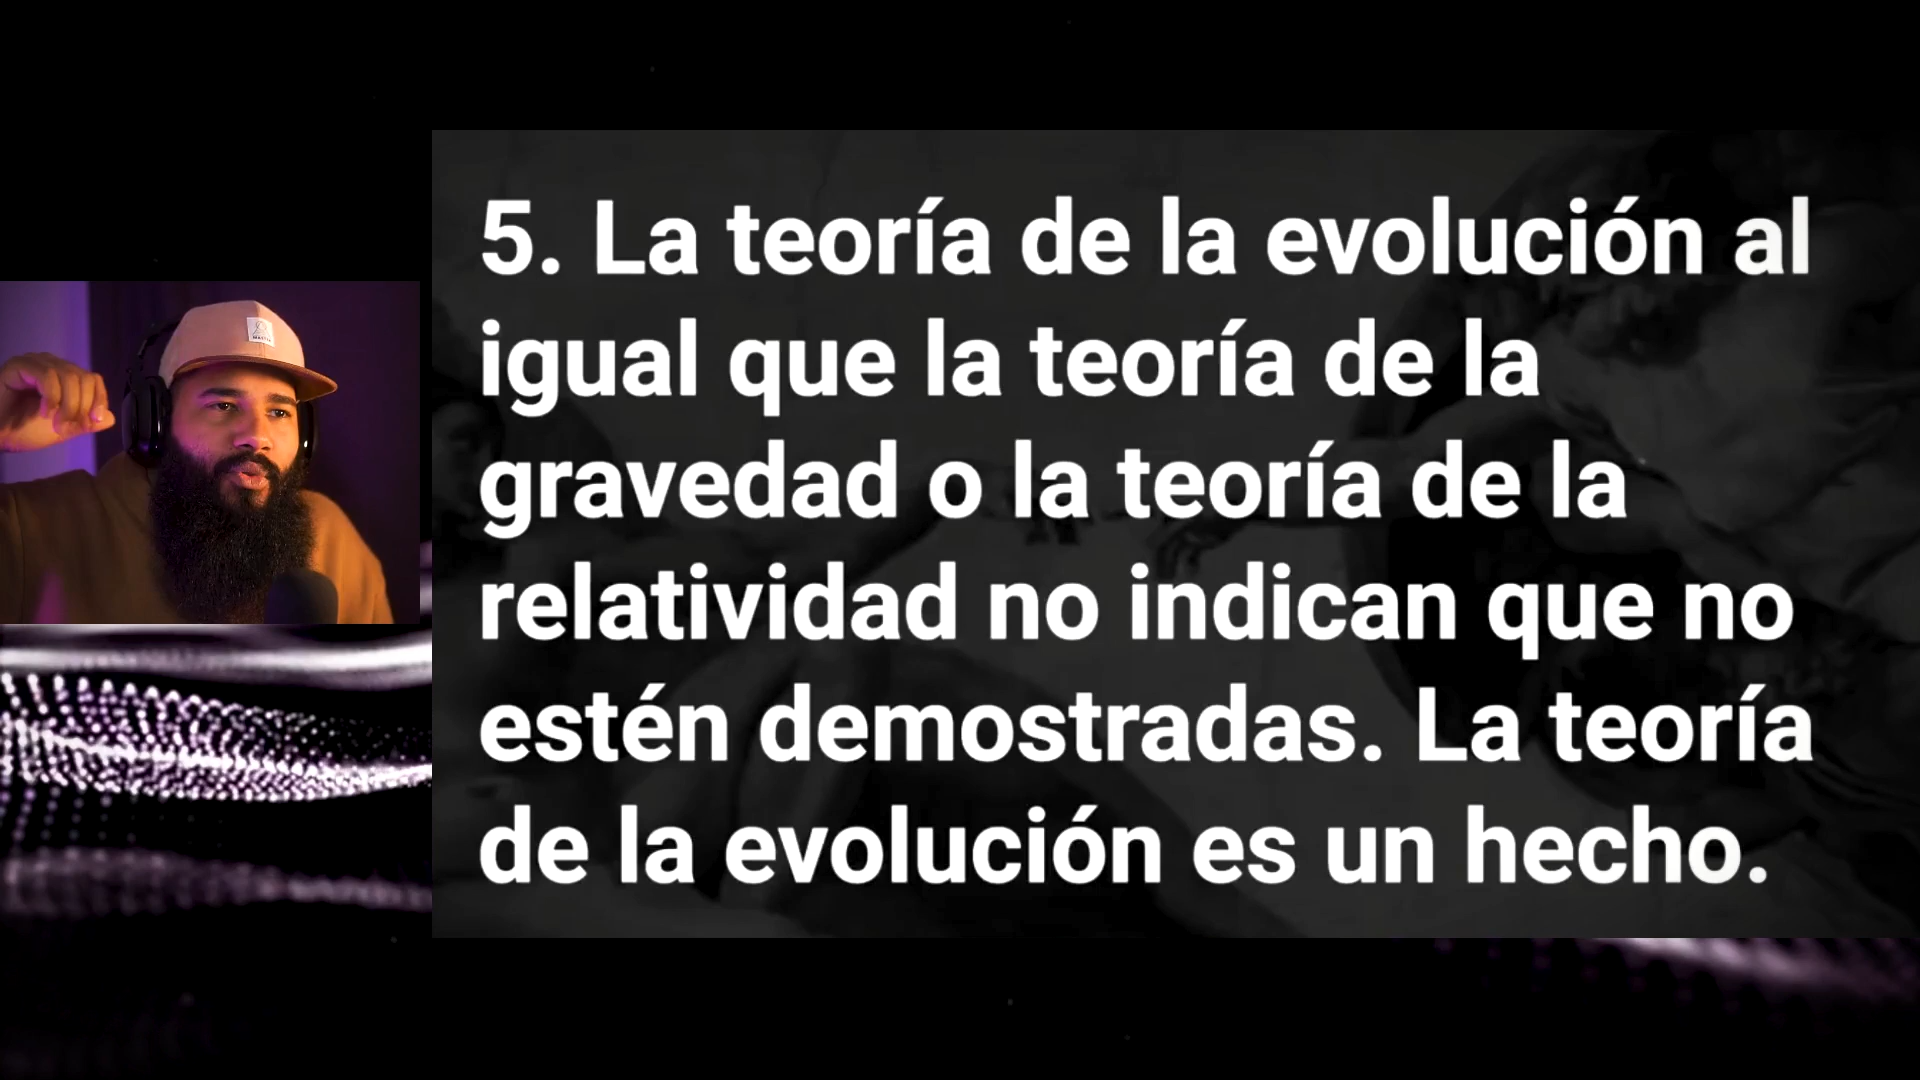 5. La teoría de la evolución al
igual que la teoría de la
gravedad o la teoría de la
relatividad no indican que no
estén demostradas. La teoría
de la evolución es un hecho.